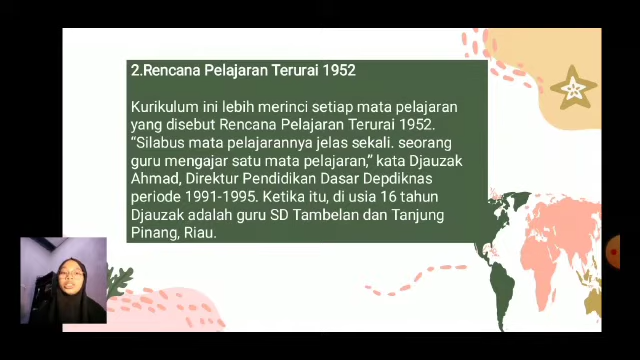 2.Rencana Pelajaran Terurai 1952
Kurikulum ini lebih merinci setiap mata pelajaran
yang disebut Rencana Pelajaran Terurai 1952.
“Silabus mata pelajarannya jelas sekali. seorang
guru mengajar satu mata pelajaran,” kata Djauzak
Ahmad, Direktur Pendidikan Dasar Depdiknas
periode 1991-1995. Ketika itu, di usia 16 tahun
Djauzak adalah guru SD Tambelan dan Tanjung
Pinang, Riau.